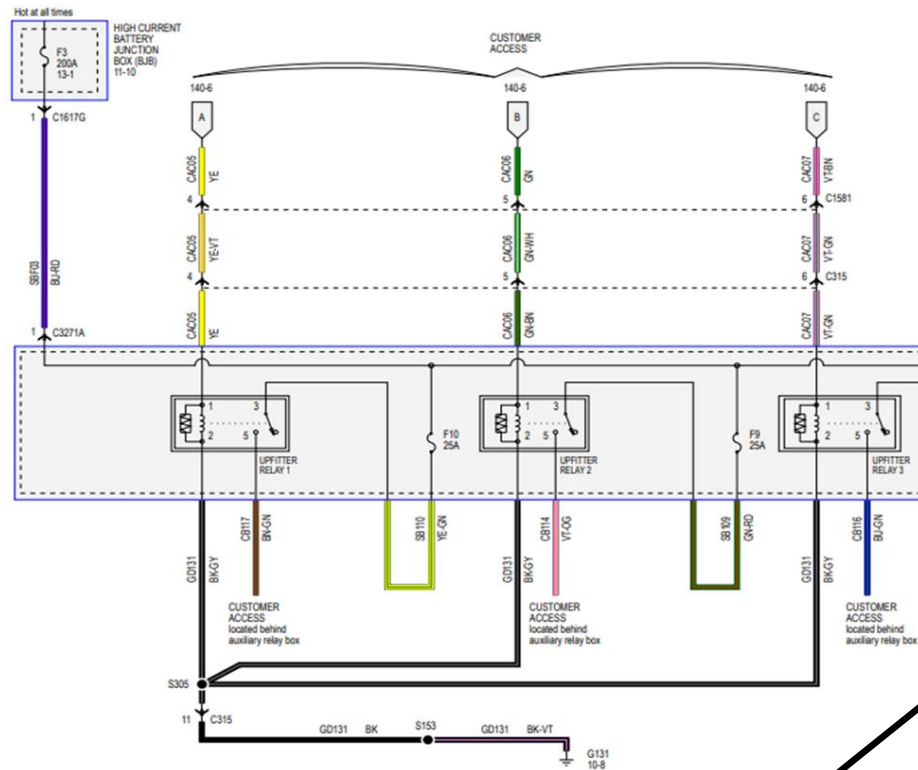 Hot at all times
F3
200A
13-1
HIGH CURRENT
BATTERY
JUNCTION
BOX (BJB)
11-10
1 C1617G
SBF03 BU-RD
1 C3271A
CUSTOMER
ACCESS
140-6 140-6 140-6
A B C
CAC05 YE CAC06 GN CAC07 VT-BN
4 5 6 C1581
CAC05 YE-VT CAC06 GN-WH CAC07 VT-GN
4 5 6 C315
CAC05 YE CAC06 GN-BN CAC07 VT-GN
1 3 1 3 1 3
2 5 2 5 2 5
F10
25A
F9
25A
UPFITTER
RELAY 1
UPFITTER
RELAY 2
UPFITTER
RELAY 3
GD131 BK-GY CB117 BN-GN SB110 YE-GN GD131 BK-GY CB114 VT-OG SB109 GN-RD GD131 BK-GY CB116 BU-GN
CUSTOMER
ACCESS
located behind
auxiliary relay box
CUSTOMER
ACCESS
located behind
auxiliary relay box
CUSTOMER
ACCESS
located behind
auxiliary relay box
S305
11 C315
GD131 BK S153 GD131 BK-VT
G131
10-8